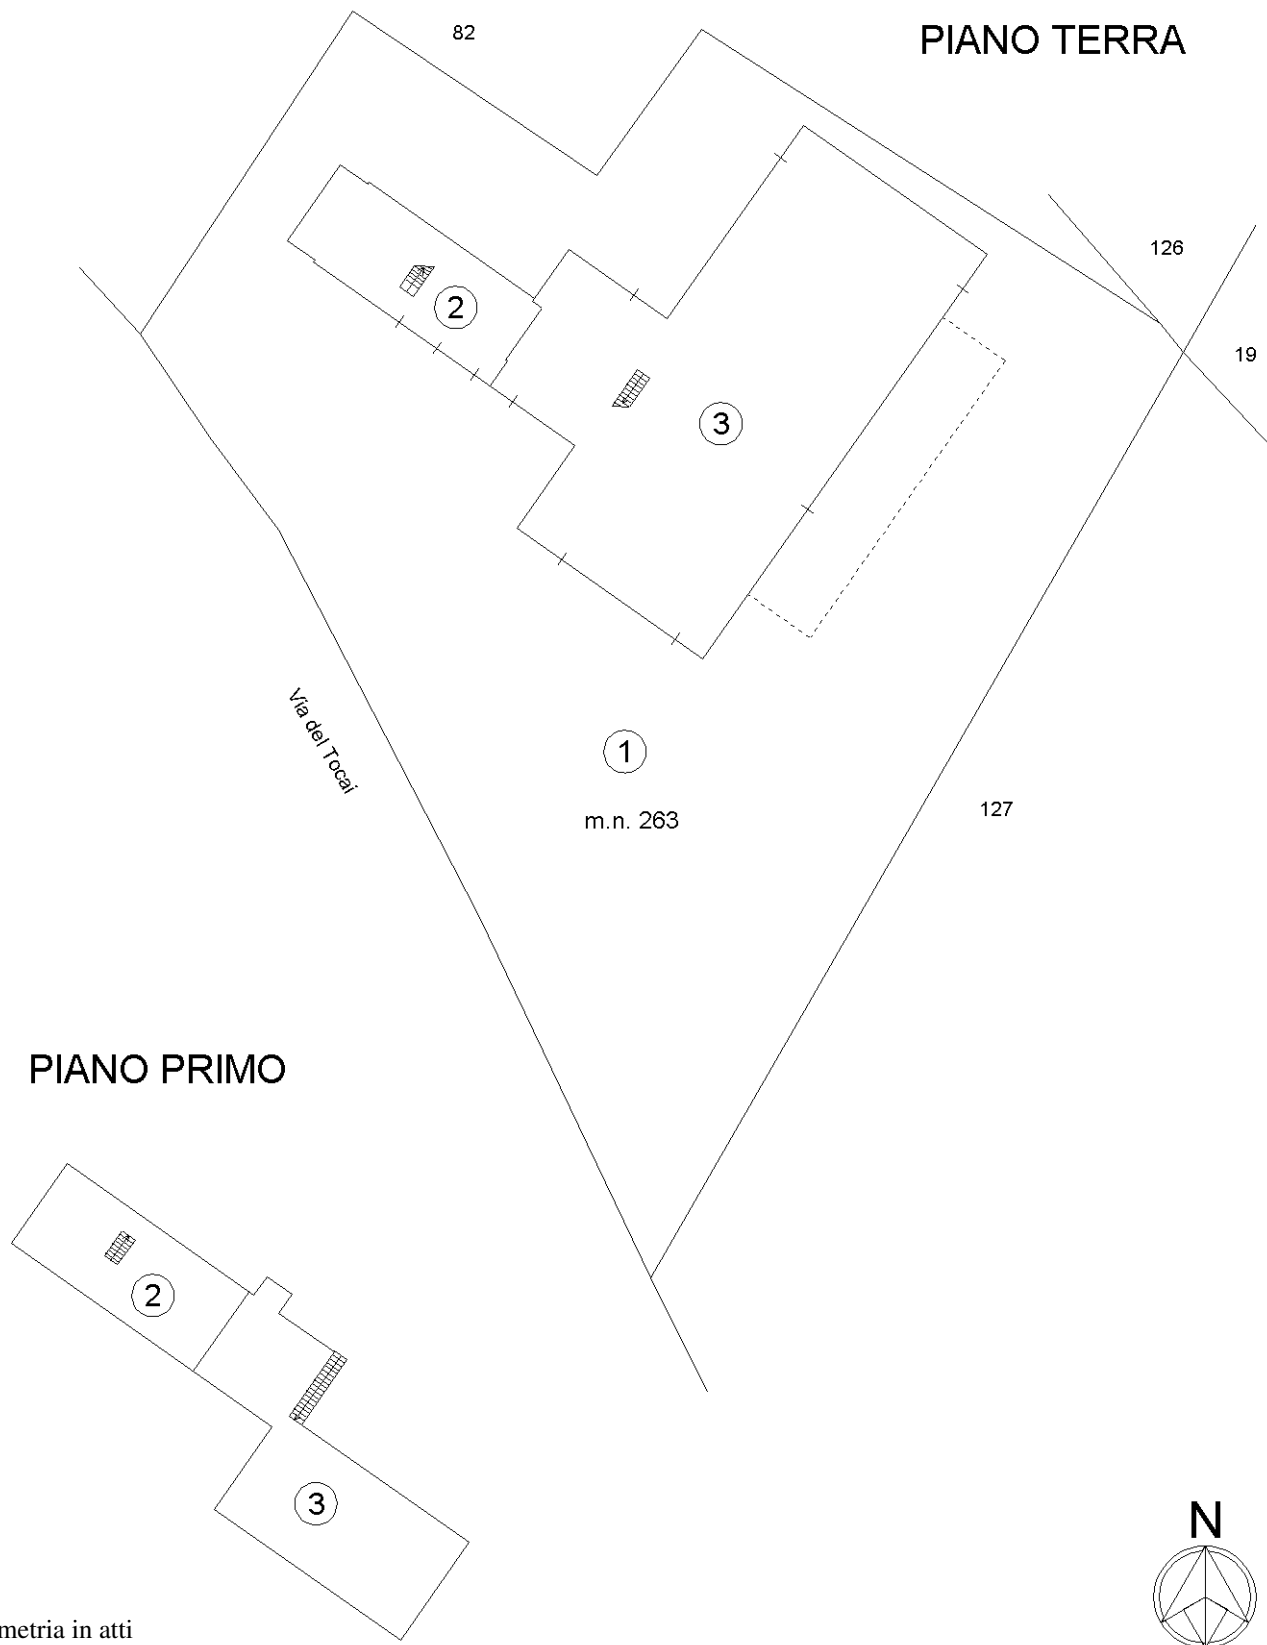 82
PIANO TERRA
126
19
2
3
Via del Tocai
1
m.n. 263
127
PIANO PRIMO
2
3
N
metria in atti